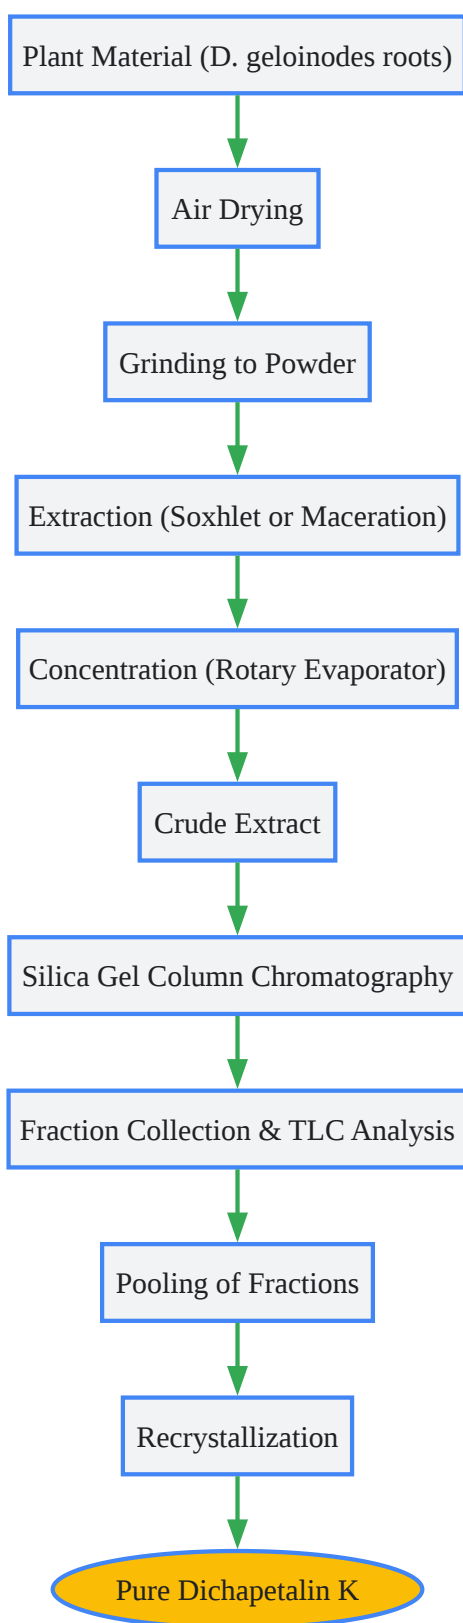 Plant Material (D. geloinodes roots)
Air Drying
Grinding to Powder
Extraction (Soxhlet or Maceration)
Concentration (Rotary Evaporator)
Crude Extract
Silica Gel Column Chromatography
Fraction Collection & TLC Analysis
Pooling of Fractions
Recrystallization
Pure Dichapetalin K